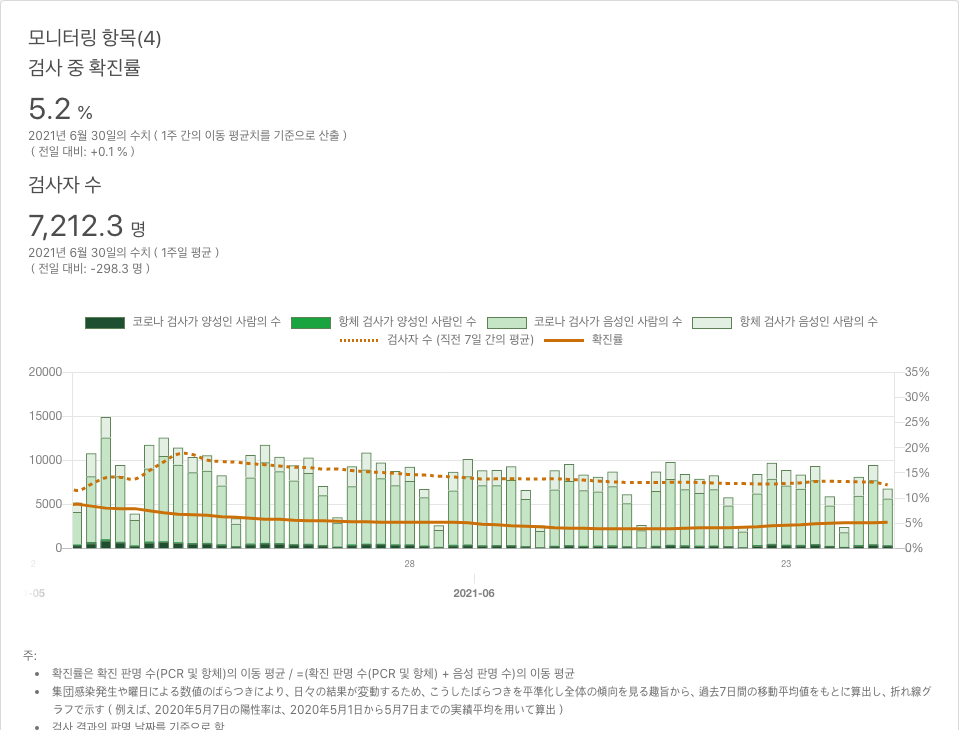 모니터링 항목(4)
검사 중 확진률
5.2 %
2021년 6월 30일의 수치 ( 1주 간의 이동 평균치를 기준으로 산출 )
( 전일 대비: +0.1 % )
검사자 수
7,212.3 명
2021년 6월 30일의 수치 ( 1주일 평균 )
( 전일 대비: -298.3 명 )
코로나 검사가 양성인 사람의 수 항체 검사가 양성인 사람인 수 코로나 검사가 음성인 사람의 수 항체 검사가 음성인 사람의 수
검사자 수 (직전 7일 간의 평균) 확진률
20000 35%
30%
15000 25%
20%
10000 15%
5000 10%
5%
0 0%
2 28 23
-05 2021-06
주:
• 확진률은 확진 판명 수(PCR 및 항체)의 이동 평균 / =(확진 판명 수(PCR 및 항체) + 음성 판명 수)의 이동 평균
• 集団感染発生や曜日による数値のばらつきにより、日々の結果が変動するため、こうしたばらつきを平準化し全体の傾向を見る趣旨から、過去7日間の移動平均値をもとに算出し、折れ線グ
ラフで示す ( 例えば、2020年5月7日の陽性率は、2020年5月1日から5月7日までの実績平均を用いて算出 )
• 검사 결과의 판명 날짜를 기준으로 함